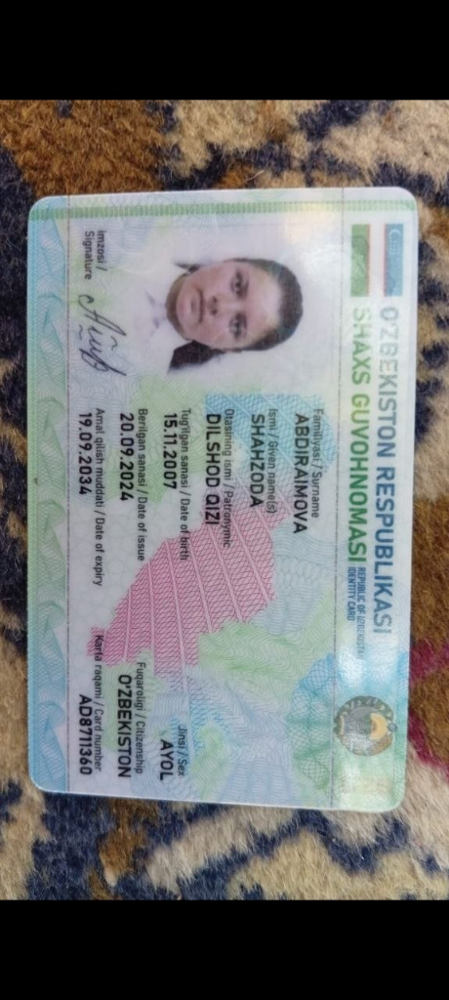 O'ZBEKISTON RESPUBLIKASI
SHAXS GUVOHNOMASI
REPUBLIC OF UZBEKISTAN
IDENTITY CARD
Familiyasi / Surname
ABDIRAIMOVA
Ismi / Given name(s)
SHAHZODA
Otasining ismi / Patronymic
DILSHOD QIZI
Tug'ilgan sanasi / Date of birth
15.11.2007
Jinsi / Sex
AYOL
Berilgan sanasi / Date of issue
20.09.2024
Fuqaroligi / Citizenship
O'ZBEKISTON
Amal qilish muddati / Date of expiry
19.09.2034
Karta raqami / Card number
AD8711360
Imzosi /
Signature